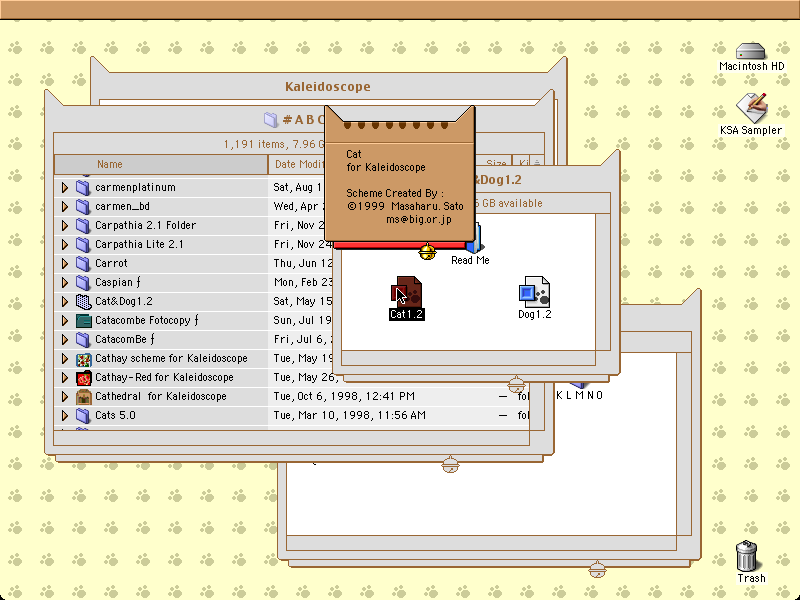 Kaleidoscope
# A B C
1,191 items, 7.96 G
Name
Date Modifi
Size
Ki
carmenplatinum
Sat, Aug 1
carmen_bd
Wed, Apr 2
Carpathia 2.1 Folder
Fri, Nov 2
Carpathia Lite 2.1
Fri, Nov 24
Carrot
Thu, Jun 12
Caspian ƒ
Mon, Feb 23
Cat&Dog1.2
Sat, May 15
Catacombe Fotocopy ƒ
Sun, Jul 19
CatacomBe ƒ
Fri, Jul 6,
Cathay scheme for Kaleidoscope
Tue, May 19
Cathay-Red for Kaleidoscope
Tue, May 26,
Cathedral for Kaleidoscope
Tue, Oct 6, 1998, 12:41 PM
— fol
Cats 5.0
Tue, Mar 10, 1998, 11:56 AM
— fol
Cat
for Kaleidoscope
Scheme Created By :
©1999 Masaharu. Sato
ms@big.or.jp
&Dog1.2
6 GB available
Read Me
Cat1.2
Dog1.2
K L M N O
Macintosh HD
KSA Sampler
Trash